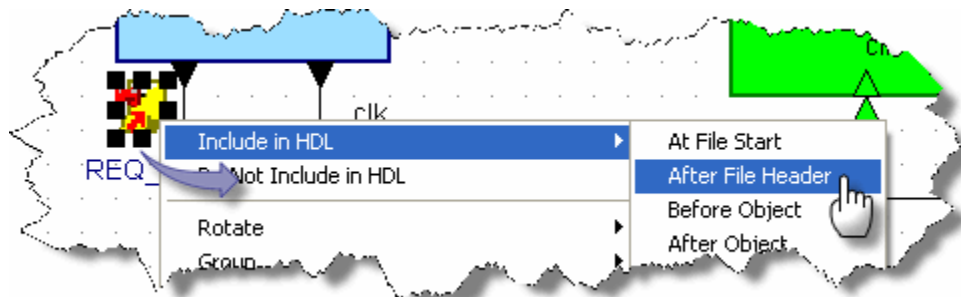 clk
REQ_
Include in HDL
Not Include in HDL
Rotate
Group
At File Start
After File Header
Before Object
After Object